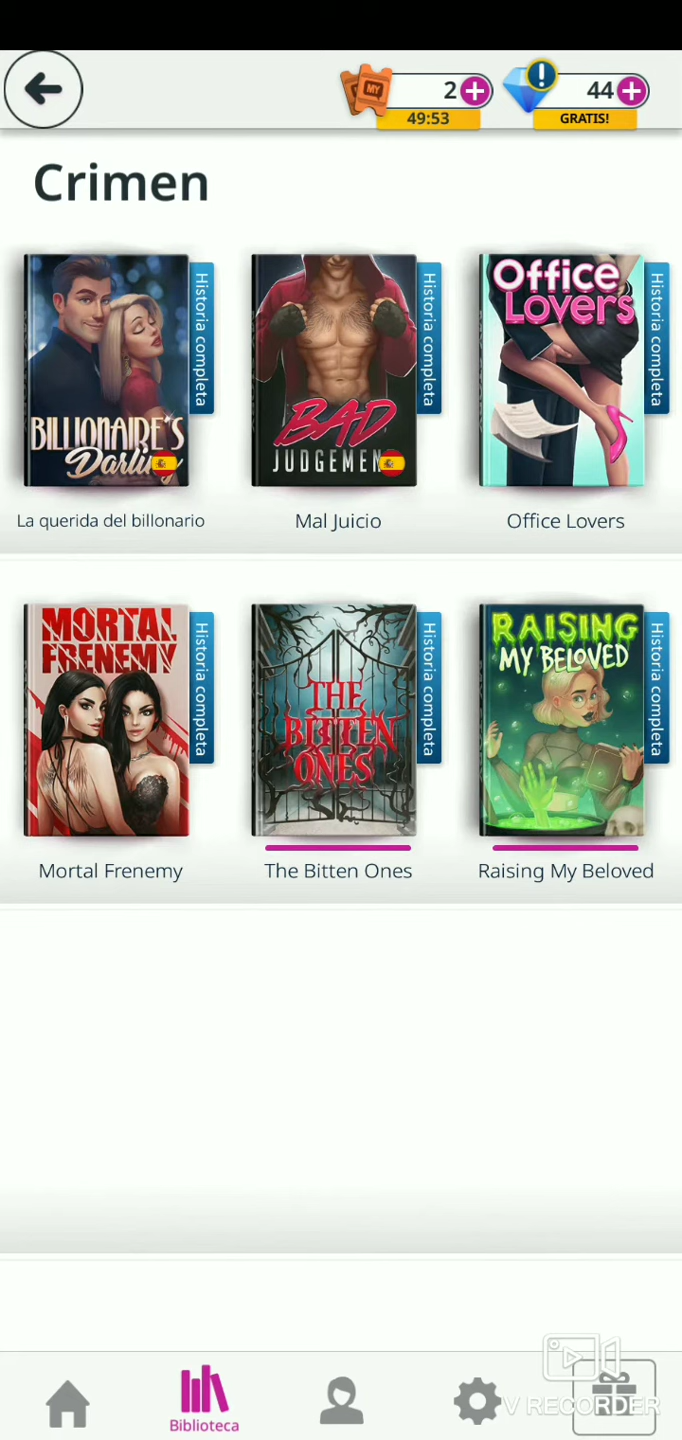 MY
2
49:53
!
44
GRATIS!
Crimen
BILLIONAIRE'S
Historia completa
La querida del billonario
BAD
JUDGEMEN
Historia completa
Mal Juicio
Office
Lovers
Historia completa
Office Lovers
MORTAL
FRENEMY
Historia completa
Mortal Frenemy
THE
BITTEN
ONES
Historia completa
The Bitten Ones
RAISING
MY BELOVED
Historia completa
Raising My Beloved
Biblioteca
V RECORDER